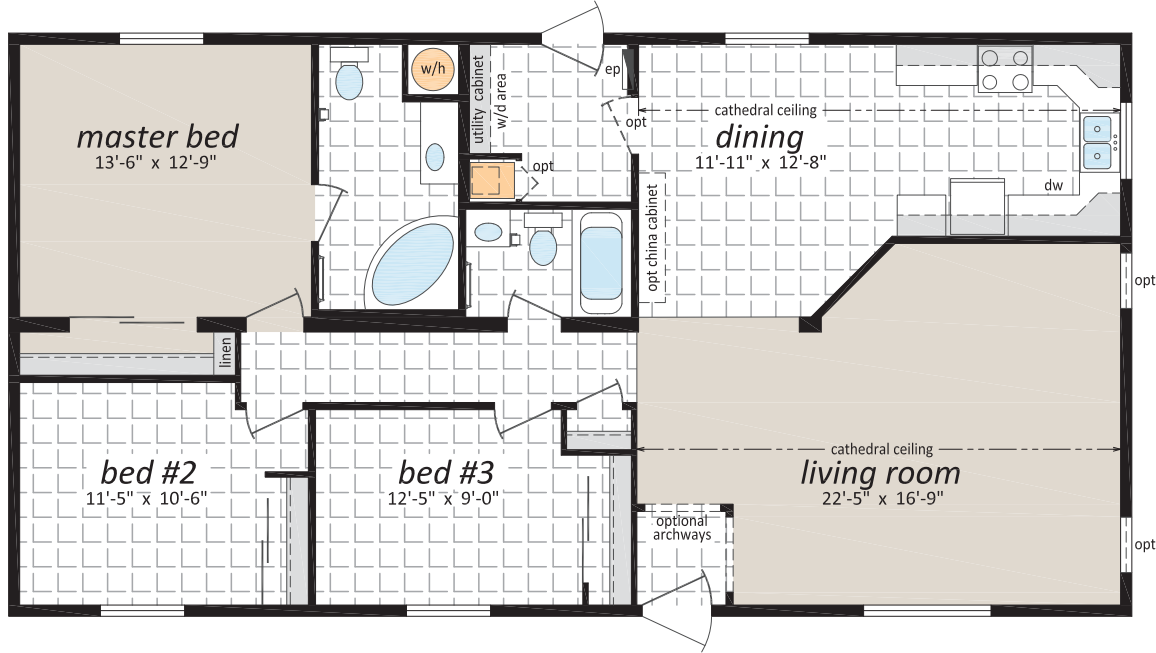 w/h
ep
utility cabinet
w/d area
cathedral ceiling
opt
master bed
13'-6" x 12'-9"
dining
11'-11" x 12'-8"
opt
dw
opt china cabinet
opt
linen
cathedral ceiling
bed #2
11'-5" x 10'-6"
bed #3
12'-5" x 9'-0"
living room
22'-5" x 16'-9"
optional
archways
opt